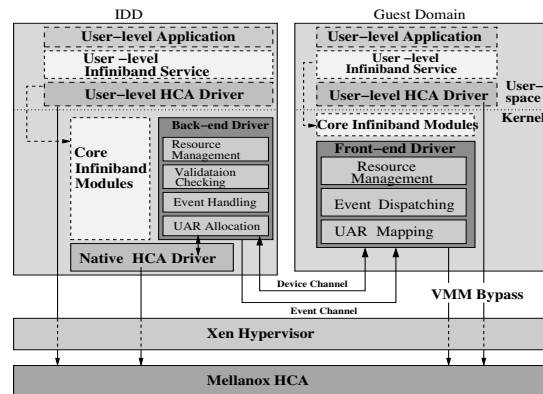 IDD
User-level Application
User -level
Infiniband Service
User-level HCA Driver
Core
Infiniband
Modules
Back-end Driver
Resource
Management
Validataion
Checking
Event Handling
UAR Allocation
Native HCA Driver
Guest Domain
User-level Application
User -level
Infiniband Service
User-level HCA Driver
User-
space
Kernel
Core Infiniband Modules
Front-end Driver
Resource
Management
Event Dispatching
UAR Mapping
Device Channel
Event Channel
VMM Bypass
Xen Hypervisor
Mellanox HCA